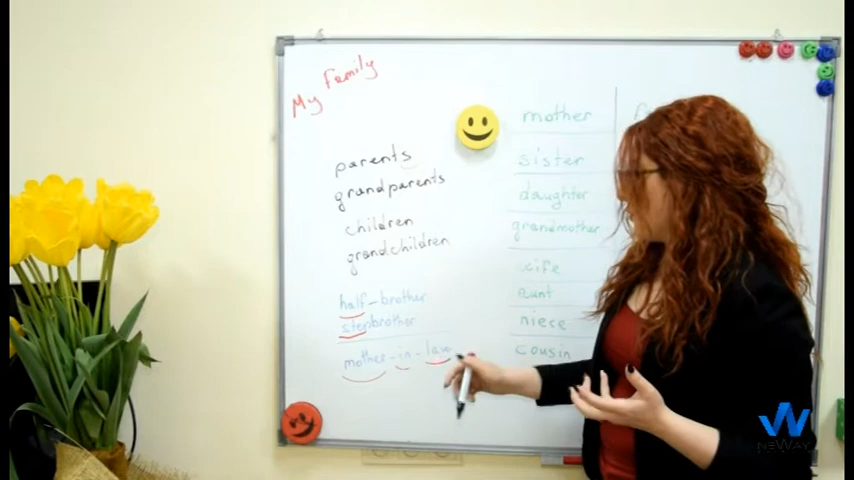 My Family
parents
grandparents
children
grandchildren
half-brother
stepbrother
mother-in-law
mother
sister
daughter
grandmother
wife
aunt
niece
cousin
NEWAY